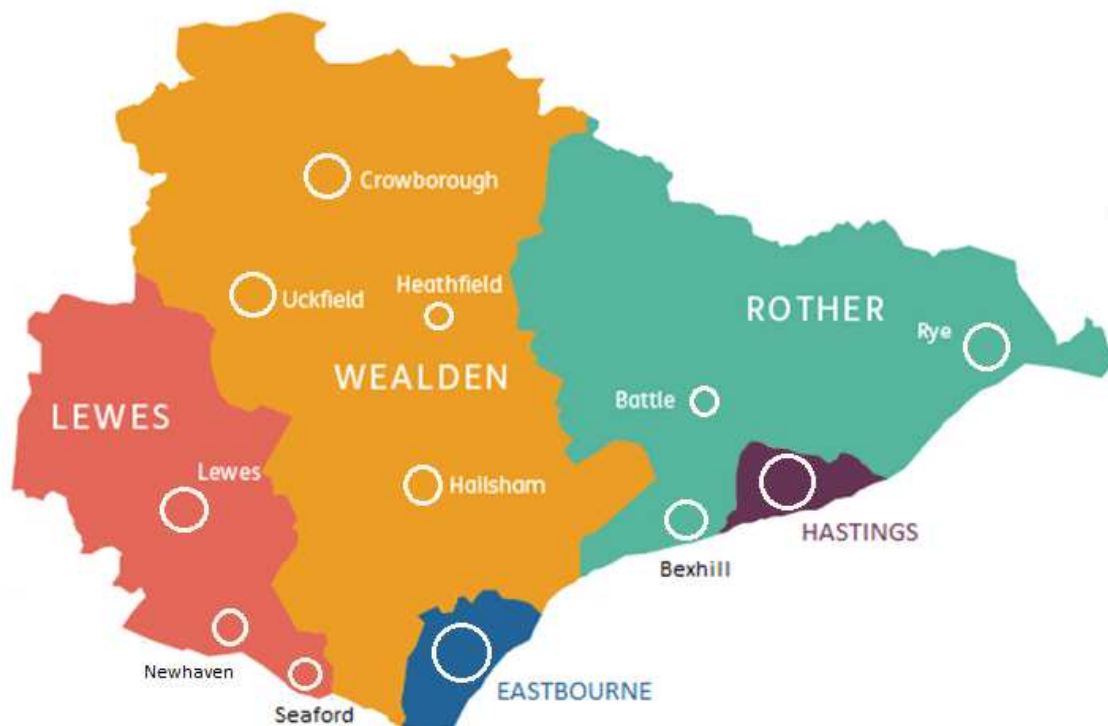 Crowborough
Heathfield
Uckfield
ROTHER
Rye
WEALDEN
Battle
LEWES
Lewes
Hailsham
HASTINGS
Bexhill
Newhaven
EASTBOURNE
Seaford